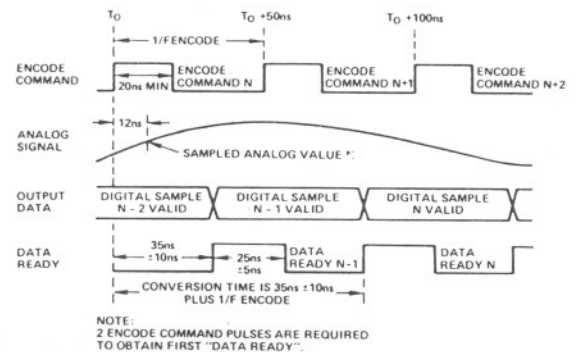 TO TO +50ns TO +100ns
1/FENCODE
ENCODE COMMAND
20ns MIN
ENCODE COMMAND N
ENCODE COMMAND N+1
ENCODE COMMAND N+2
12ns
ANALOG SIGNAL
SAMPLED ANALOG VALUE
OUTPUT DATA
DIGITAL SAMPLE N - 2 VALID
DIGITAL SAMPLE N - 1 VALID
DIGITAL SAMPLE N VALID
DATA READY
35ns ±10ns
25ns ±5ns
DATA READY N-1
DATA READY N
CONVERSION TIME IS 35ns ±10ns
PLUS 1/F ENCODE
NOTE:
2 ENCODE COMMAND PULSES ARE REQUIRED
TO OBTAIN FIRST "DATA READY".